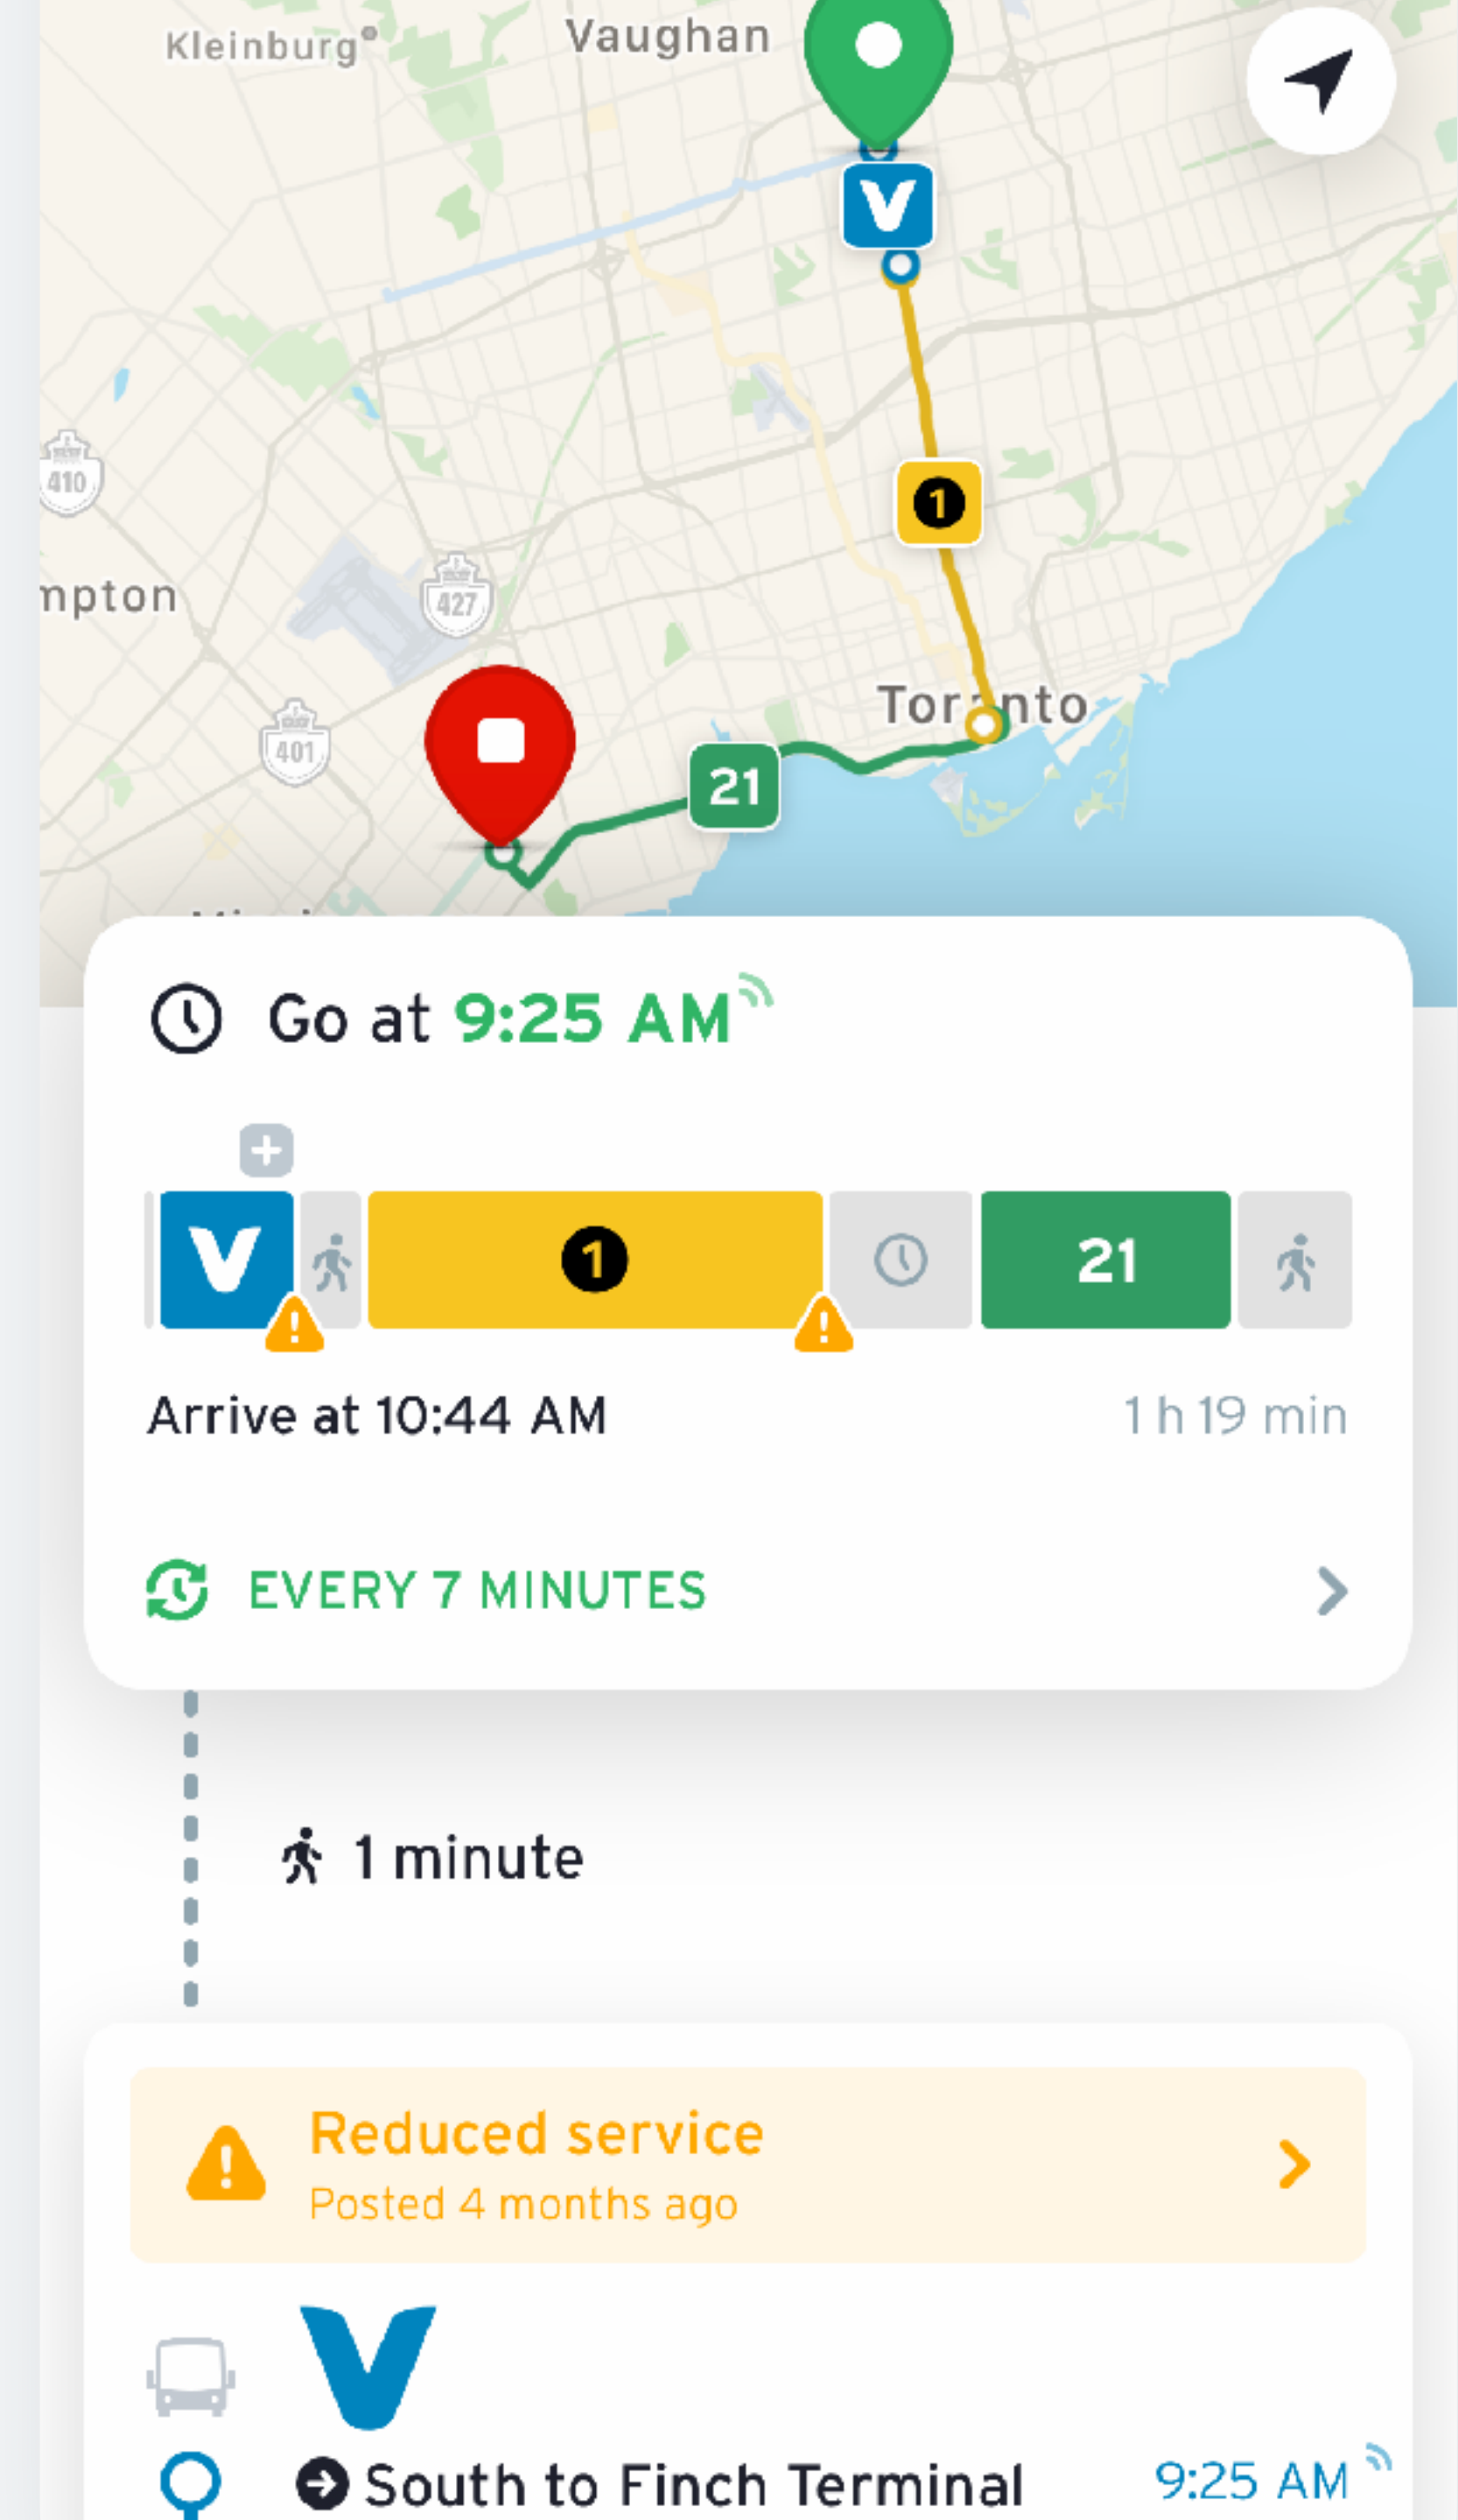 Kleinburg
Vaughan
V
410
1
mpton
427
Toronto
401
21
Go at 9:25 AM
V
1
21
Arrive at 10:44 AM
1 h 19 min
EVERY 7 MINUTES
1 minute
Reduced service
Posted 4 months ago
V
South to Finch Terminal
9:25 AM